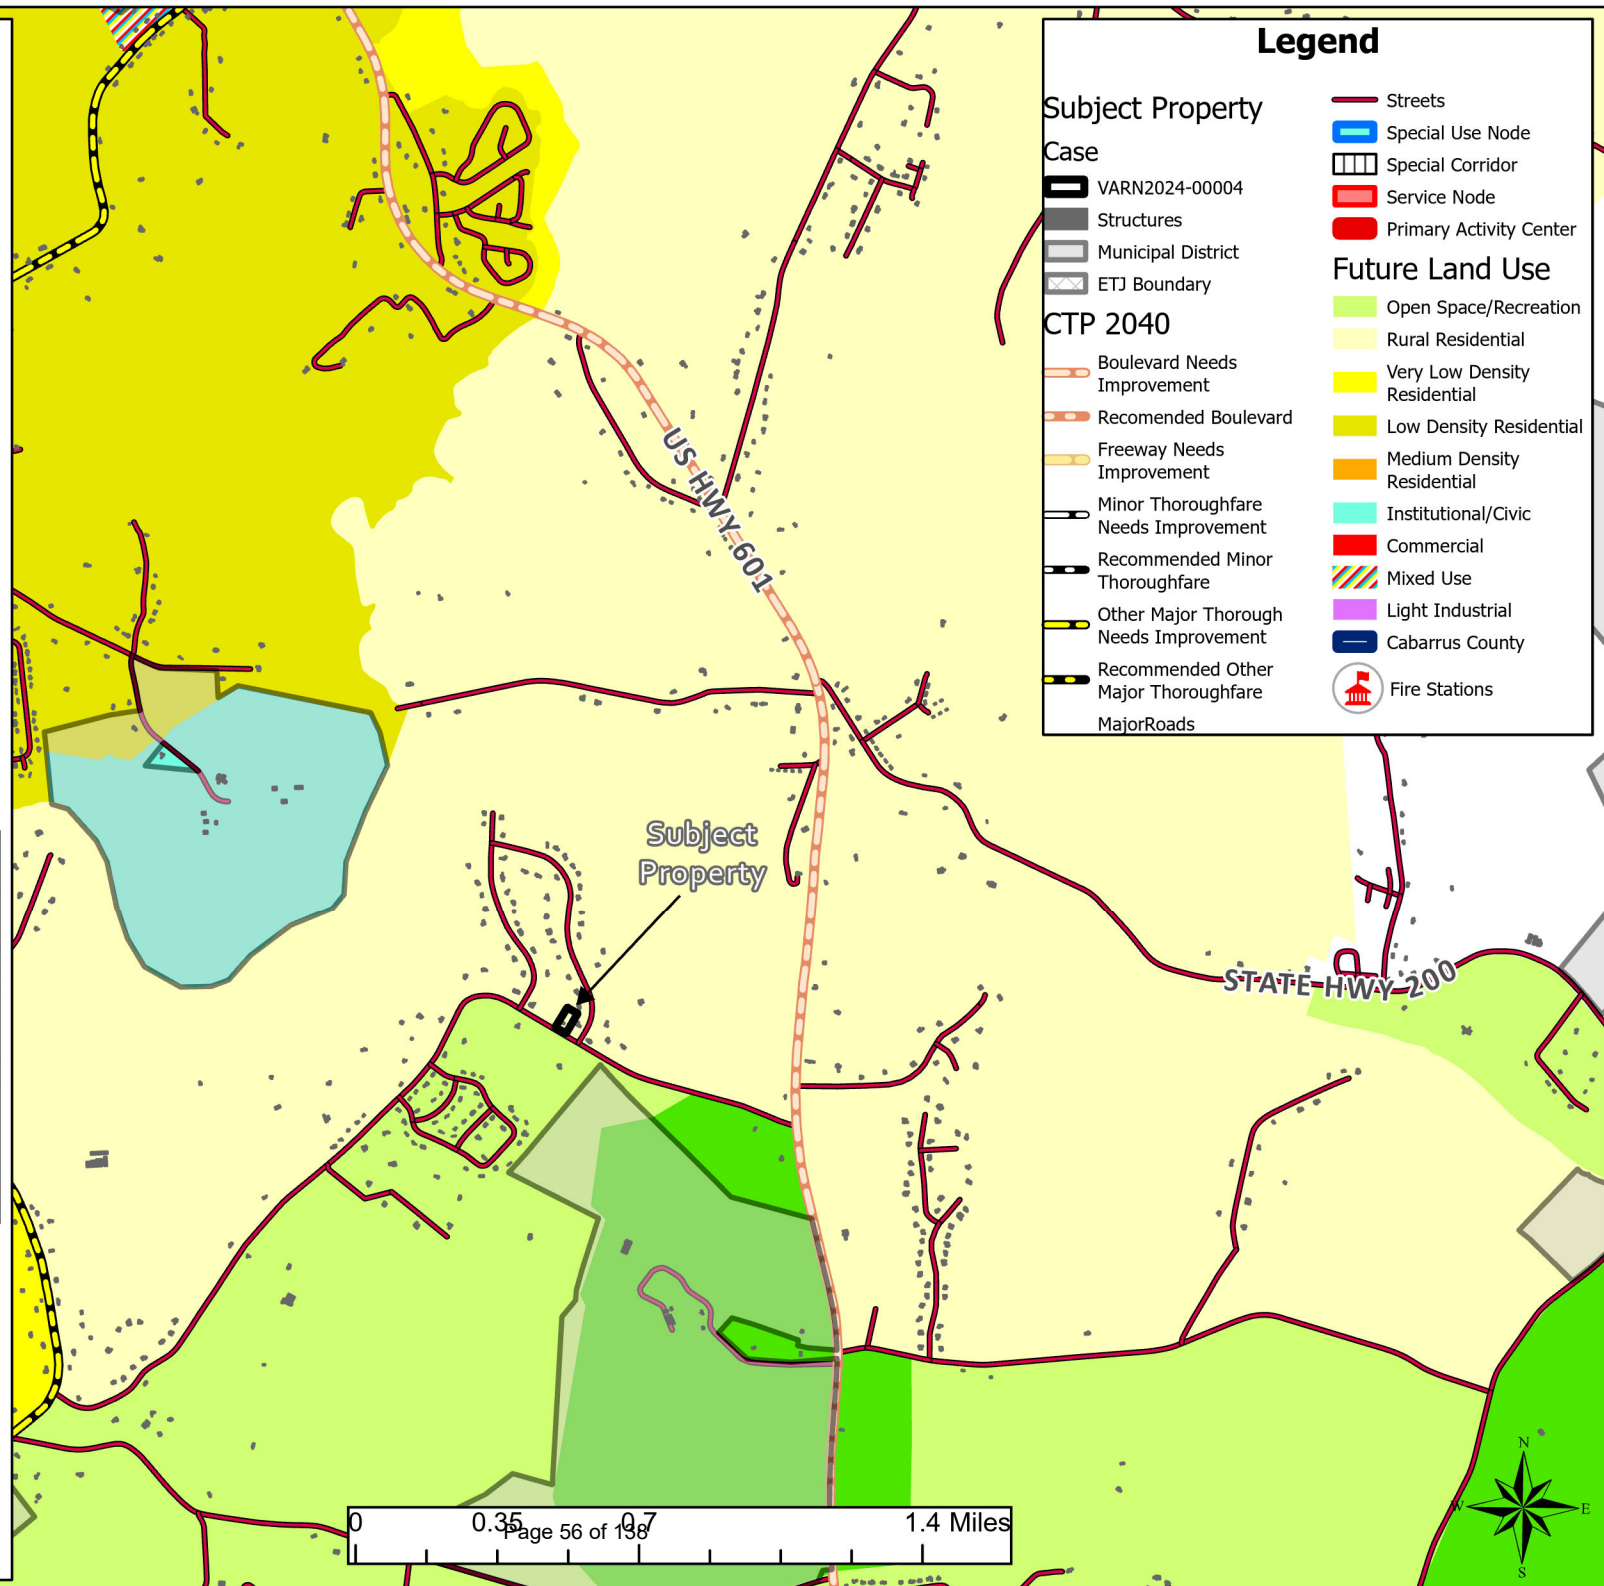 Legend
Subject Property
Case
VARN2024-00004
Structures
Municipal District
ETJ Boundary
CTP 2040
Boulevard Needs
Improvement
Recomended Boulevard
Freeway Needs
Improvement
Minor Thoroughfare
Needs Improvement
Recommended Minor
Thoroughfare
Other Major Thorough
Needs Improvement
Recommended Other
Major Thoroughfare
MajorRoads
Streets
Special Use Node
Special Corridor
Service Node
Primary Activity Center
Future Land Use
Open Space/Recreation
Rural Residential
Very Low Density
Residential
Low Density Residential
Medium Density
Residential
Institutional/Civic
Commercial
Mixed Use
Light Industrial
Cabarrus County
Fire Stations
US HWY 601
Subject
Property
STATE HWY 200
N
W
E
S
0 0.35 0.7 1.4 Miles
Page 56 of 138